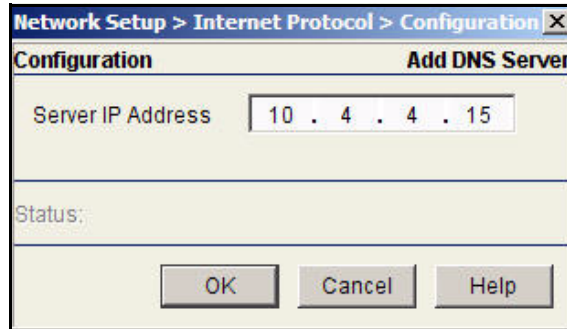 Network Setup > Internet Protocol > Configuration
Configuration Add DNS Server
Server IP Address 10 . 4 . 4 . 15
Status:
OK Cancel Help